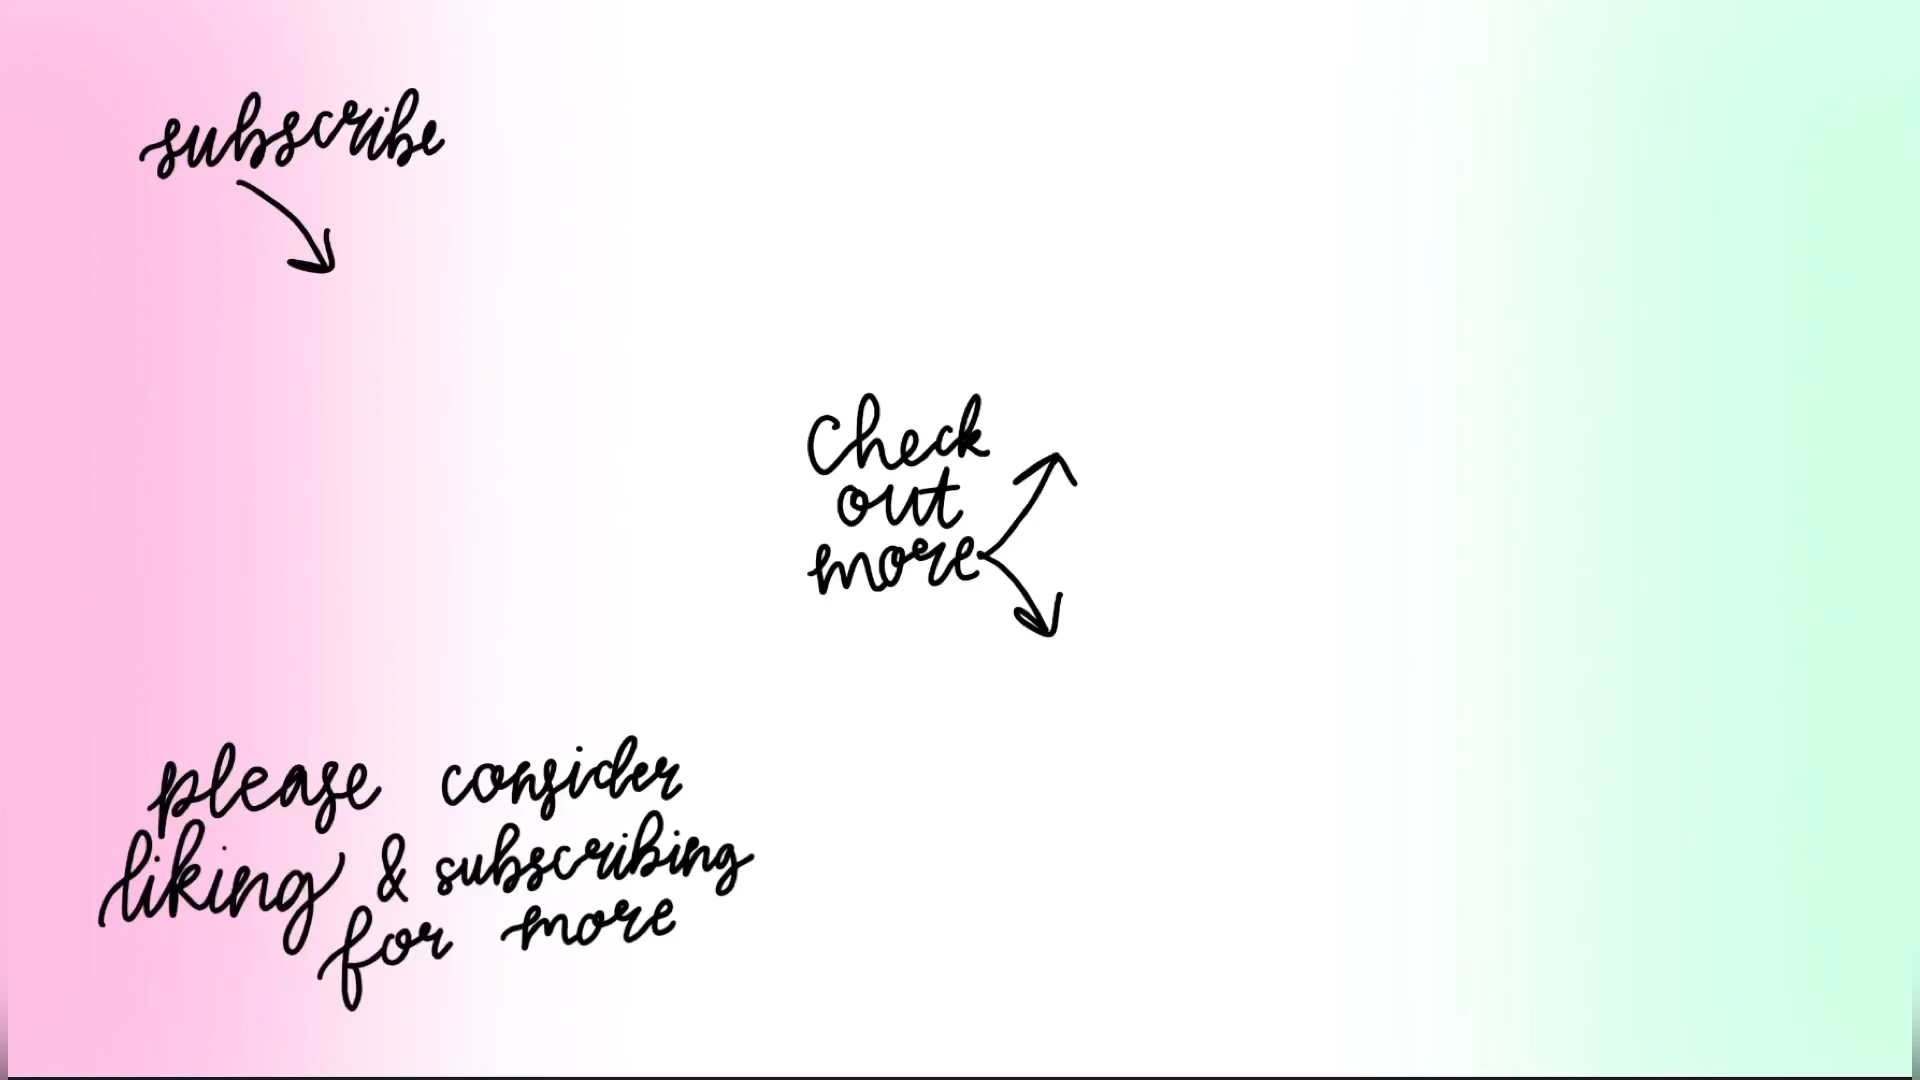 subscribe
Check
out
more
please consider
liking & subscribing
for more